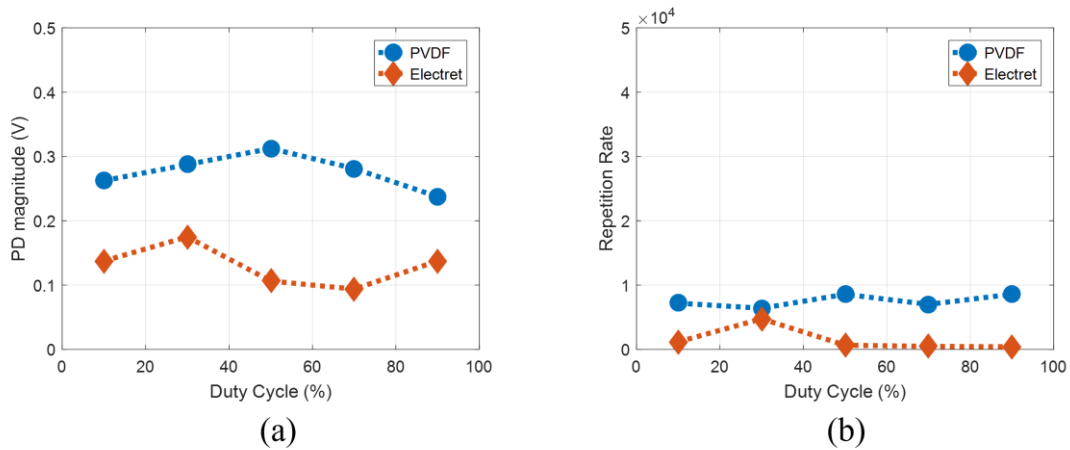 0.5
0.4
0.3
0.2
0.1
0
0 20 40 60 80 100
PD magnitude (V)
Duty Cycle (%)
PVDF
Electret
(a)
×10⁴
5
4
3
2
1
0
0 20 40 60 80 100
Repetition Rate
Duty Cycle (%)
PVDF
Electret
(b)